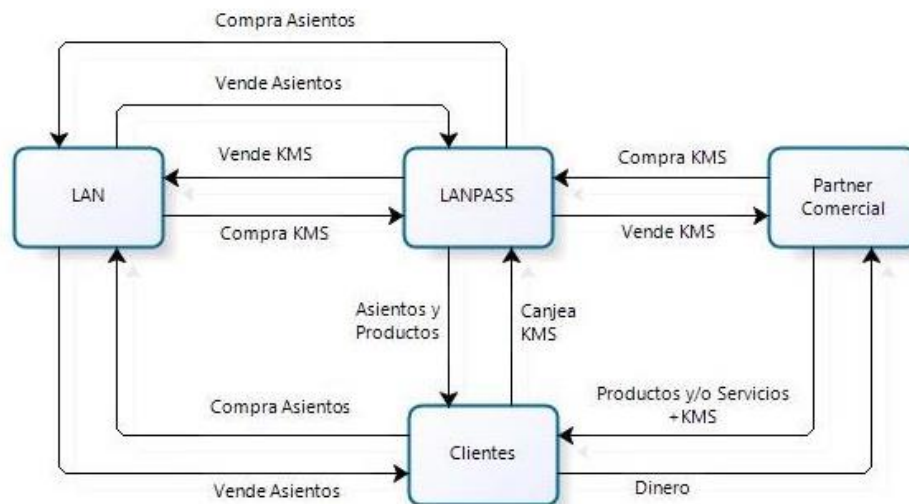 Compra Asientos
Vende Asientos
Vende KMS
Compra KMS
LAN
LANPASS
Partner
Comercial
Compra KMS
Vende KMS
Asientos y
Productos
Canjea
KMS
Compra Asientos
Productos y/o Servicios
+KMS
Clientes
Vende Asientos
Dinero